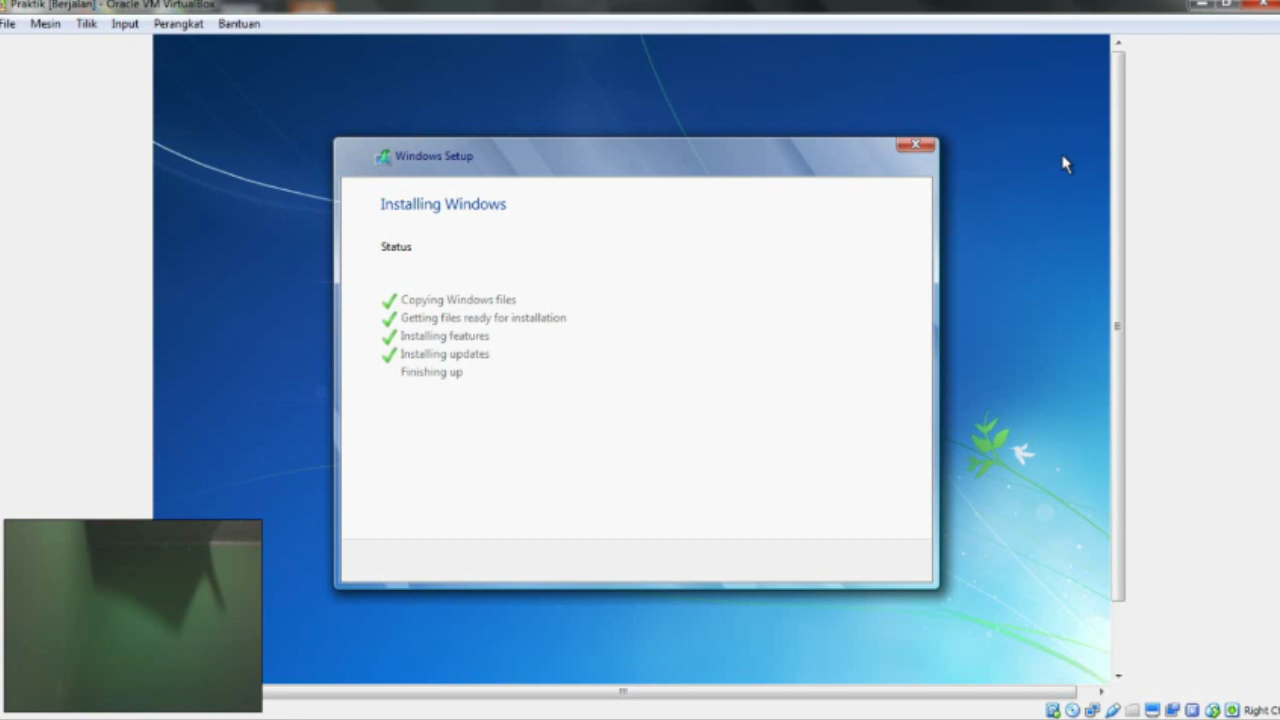 Praktik [Berjalan] - Oracle VM VirtualBox
File Mesin Tilik Input Perangkat Bantuan
Windows Setup
Installing Windows
Status
Copying Windows files
Getting files ready for installation
Installing features
Installing updates
Finishing up
Right Ct